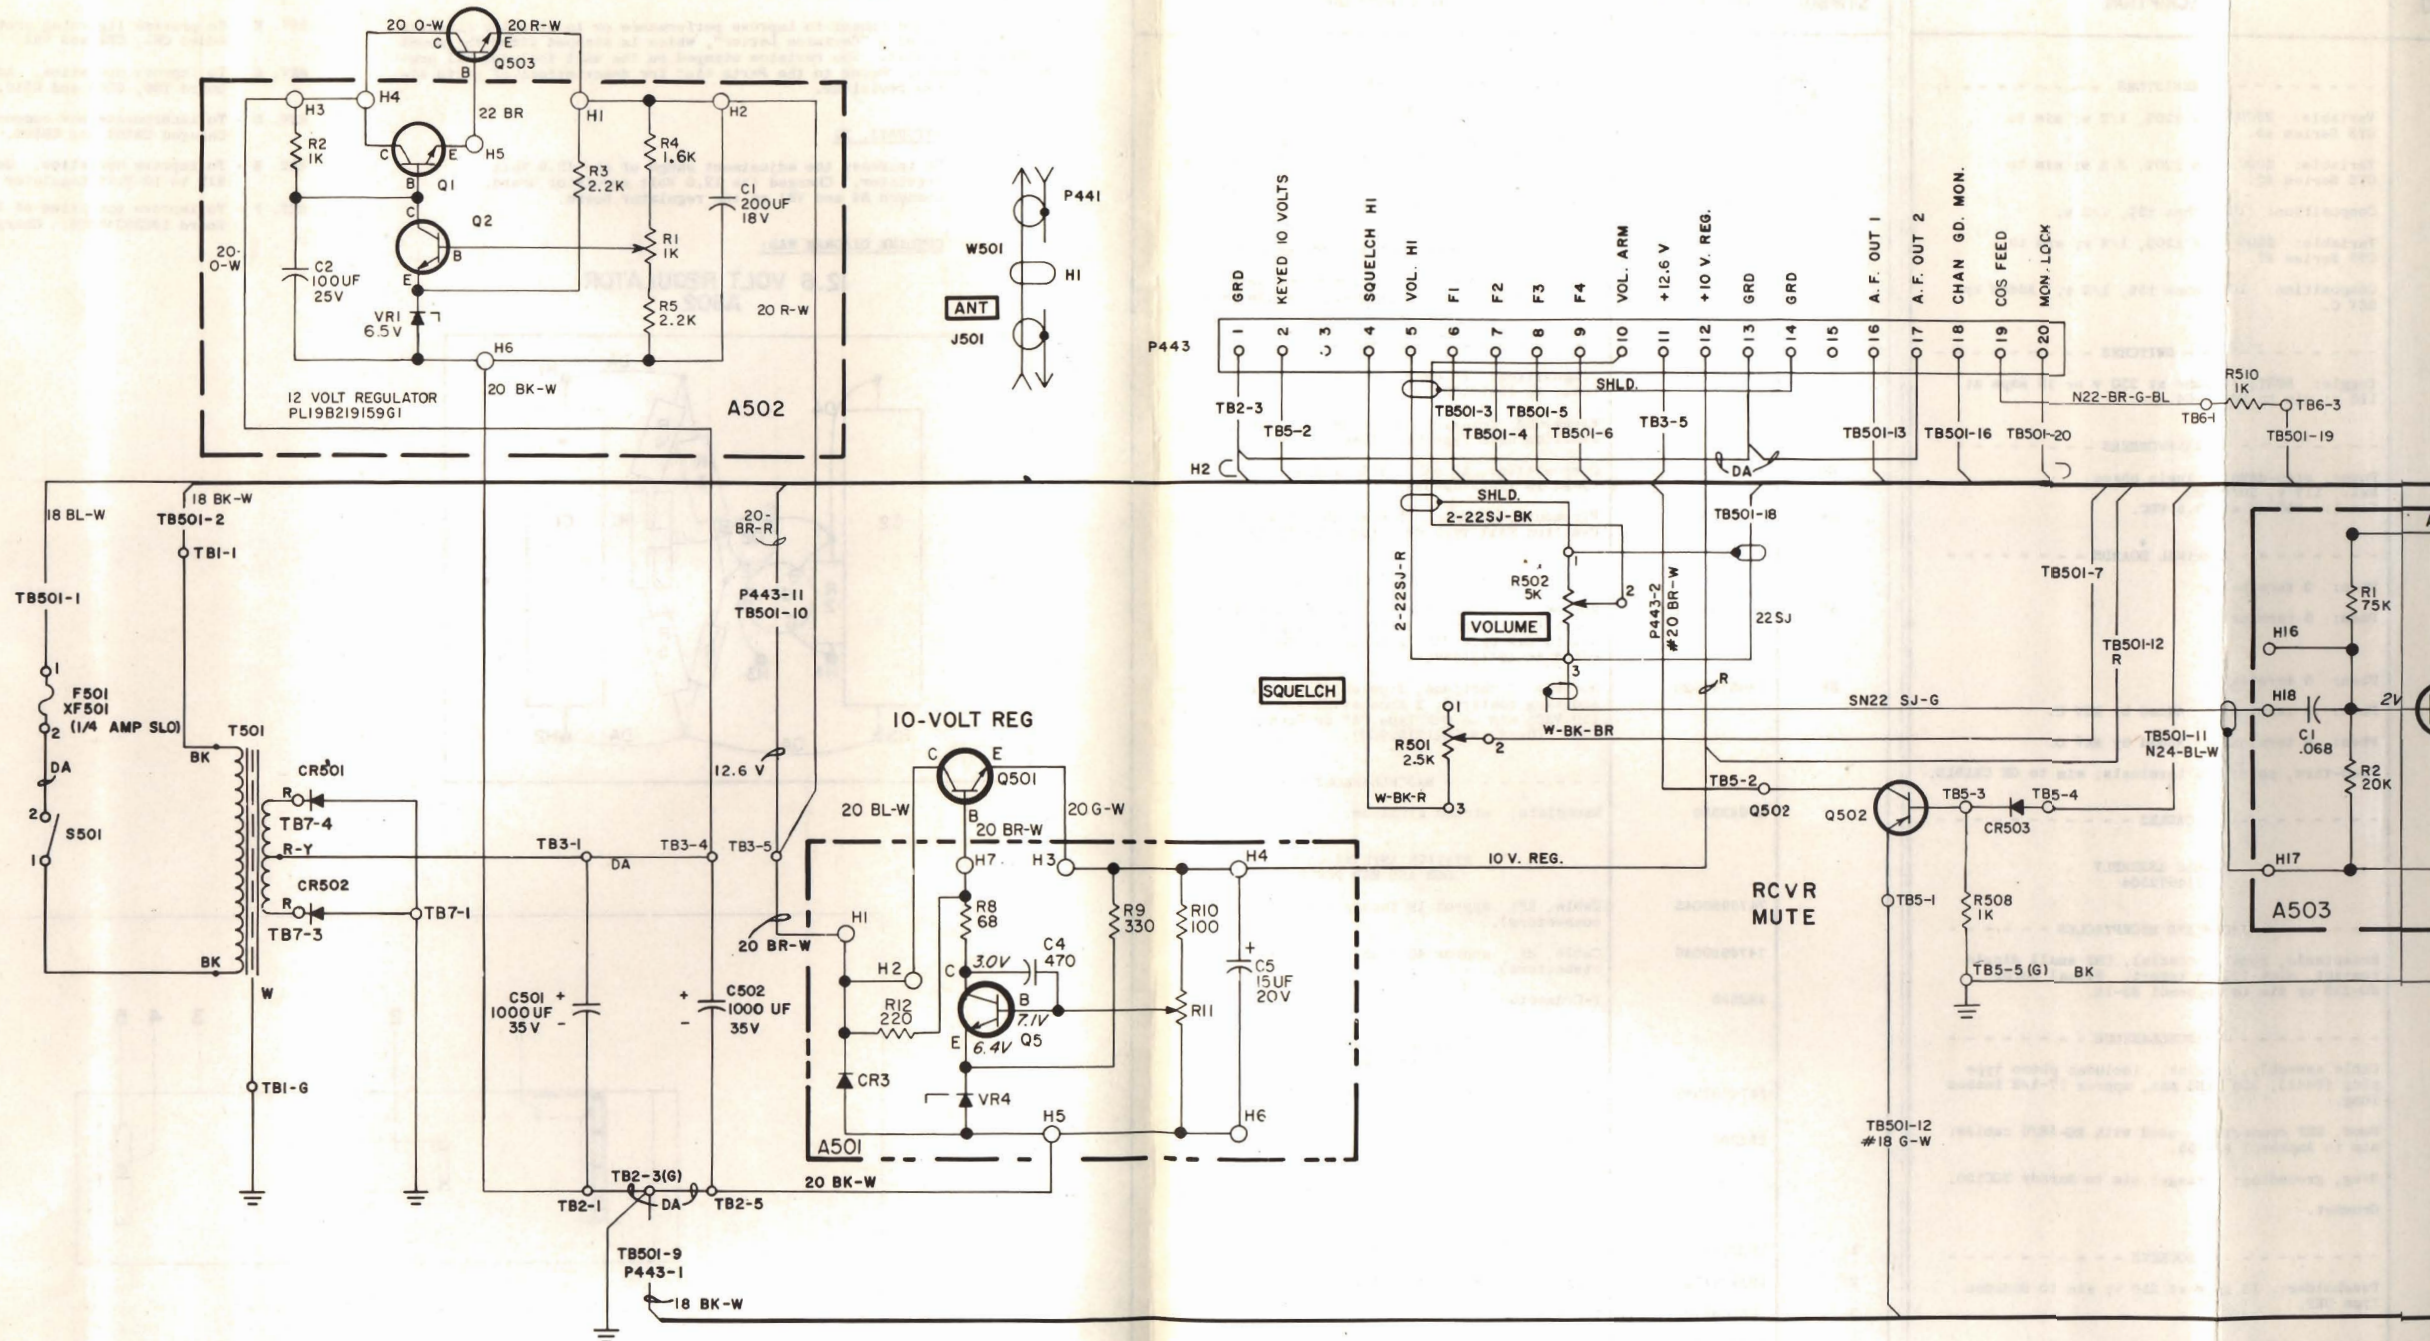 20 O-W
20 R-W
C
E
B
Q503
H3
H4
22 BR
H1
H2
R2
1K
C
E
H5
B
Q1
R3
2.2K
R4
1.6K
C1
200UF
18V
C
Q2
B
E
R1
1K
20-
O-W
C2
100UF
25V
VR1
6.5V
R5
2.2K
20 R-W
H6
20 BK-W
12 VOLT REGULATOR
PL19B219159G1
A502
P441
W501
H1
ANT
J501
GRD
KEYED 10 VOLTS
SQUELCH HI
VOL. HI
F1
F2
F3
F4
VOL. ARM
+12.6 V
+10 V. REG.
GRD
GRD
A.F. OUT 1
A.F. OUT 2
CHAN GD. MON.
COS FEED
MON. LOCK
P443
1 2 3 4 5 6 7 8 9 10 11 12 13 14 15 16 17 18 19 20
SHLD.
TB2-3
TB5-2
TB501-3
TB501-4
TB501-5
TB501-6
TB3-5
TB501-13
TB501-16
TB501-20
N22-BR-G-BL
TB6-1
R510
1K
TB6-3
TB501-19
H2
DA
18 BL-W
18 BK-W
TB501-2
TB1-1
TB501-1
1
F501
XF501
(1/4 AMP SLO)
2
DA
2
S501
1
T501
BK
BK
W
TB1-G
CR501
R
TB7-4
R-Y
CR502
R
TB7-3
TB7-1
20-
BR-R
P443-11
TB501-10
12.6 V
TB3-1
DA
TB3-4
TB3-5
C501
1000UF
35V
+
-
C502
1000 UF
35V
+
-
20 BR-W
10-VOLT REG
C
E
Q501
B
20 BL-W
20 BR-W
20 G-W
H7
H3
H4
10 V. REG.
H1
R8
68
R9
330
R10
100
H2
3.0V
C
C4
470
+
C5
15UF
20V
R12
220
B
7.1V
R11
E
6.4V
Q5
CR3
VR4
H5
H6
A501
TB2-1
TB2-3(G)
DA
TB2-5
20 BK-W
TB501-9
P443-1
18 BK-W
SHLD.
2-22SJ-BK
TB501-18
2-22SJ-R
1
R502
5K
2
VOLUME
3
P443-2
#20 BR-W
22SJ
R
SQUELCH
1
R501
2.5K
2
W-BK-BR
W-BK-R
3
SN22 SJ-G
TB501-7
TB501-12
R
TB501-11
N24-BL-W
TB5-2
Q502
Q502
TB5-3
TB5-4
CR503
RCVR
MUTE
TB5-1
R508
1K
TB5-5 (G)
BK
TB501-12
#18 G-W
R1
75K
H16
H18
2V
C1
.068
R2
20K
H17
A503